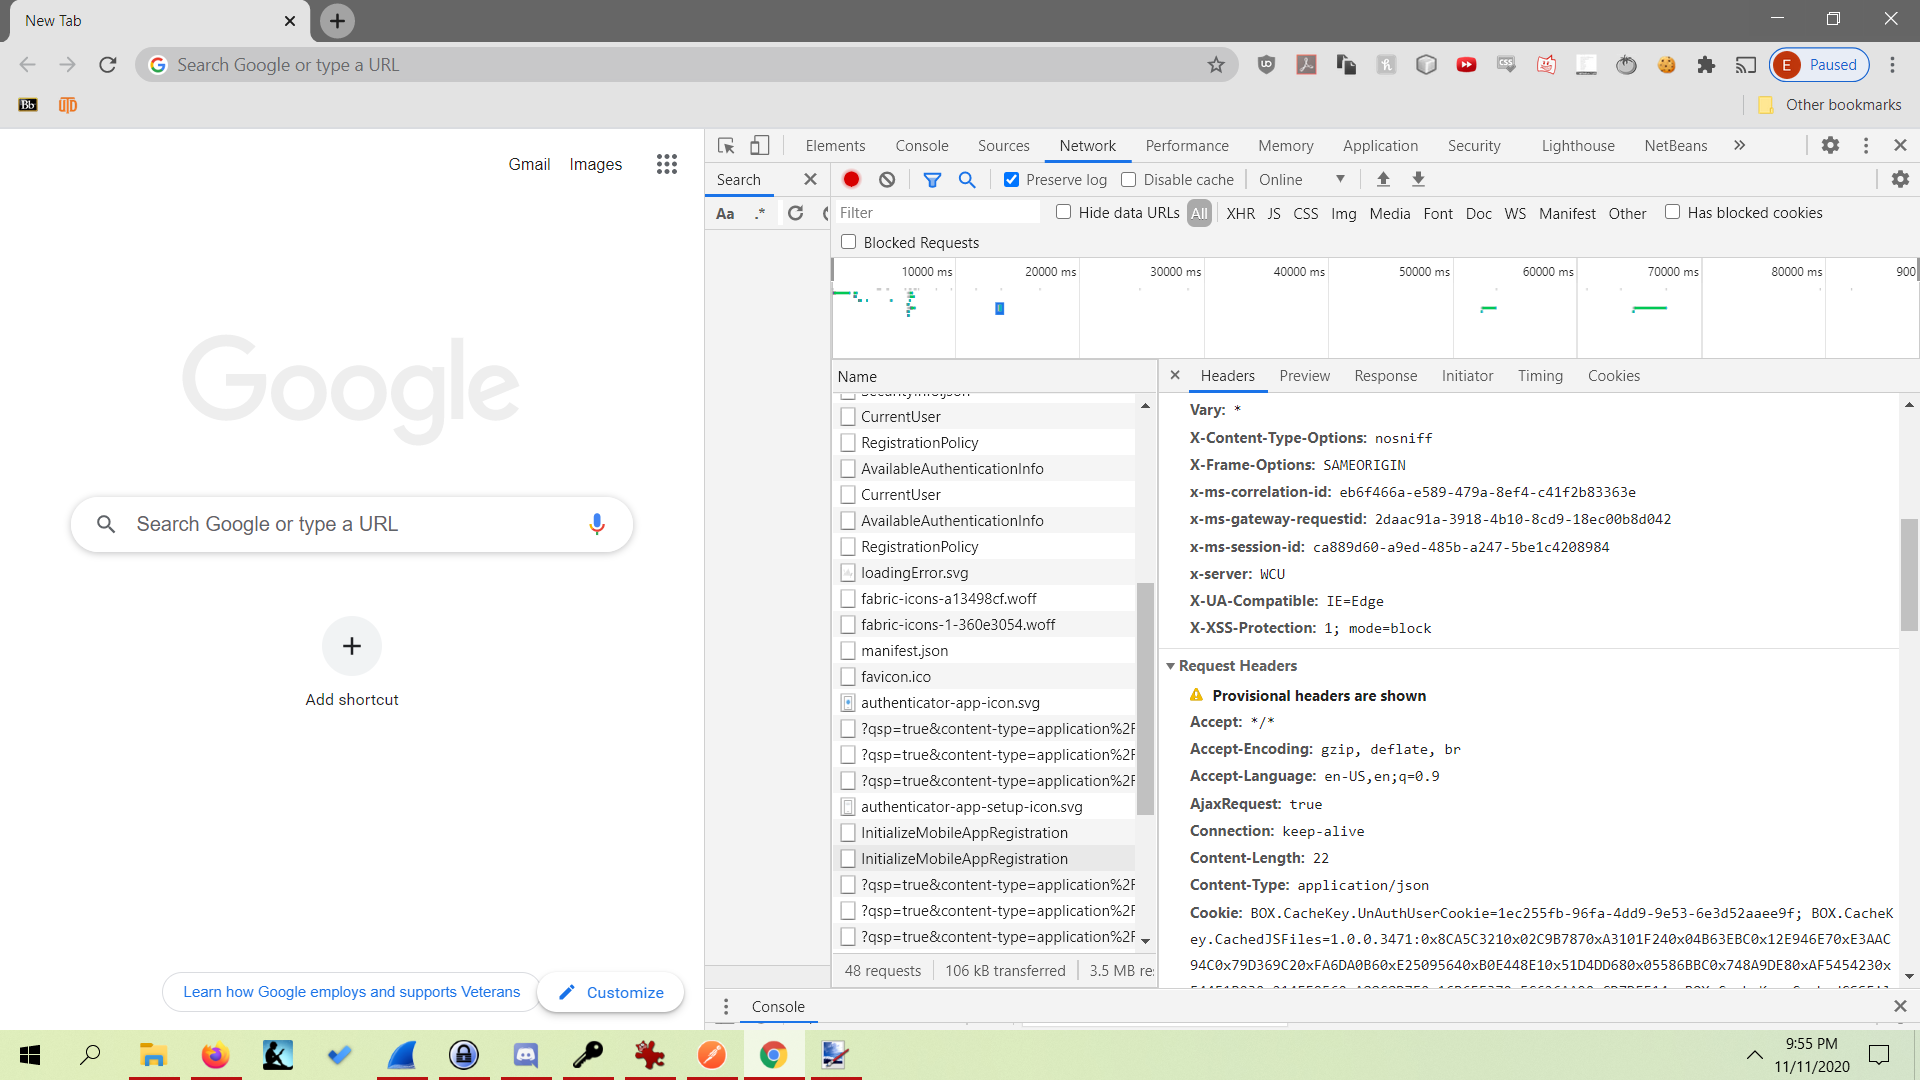 New Tab
Search Google or type a URL
E Paused
Bb UTD
Other bookmarks
Gmail Images
Google
Search Google or type a URL
Add shortcut
Learn how Google employs and supports Veterans
Customize
Elements Console Sources Network Performance Memory Application Security Lighthouse NetBeans
Search
Preserve log Disable cache Online
Aa .*
Filter Hide data URLs All XHR JS CSS Img Media Font Doc WS Manifest Other Has blocked cookies
Blocked Requests
10000 ms 20000 ms 30000 ms 40000 ms 50000 ms 60000 ms 70000 ms 80000 ms 900
Name
SecurityInfo.json
CurrentUser
RegistrationPolicy
AvailableAuthenticationInfo
CurrentUser
AvailableAuthenticationInfo
RegistrationPolicy
loadingError.svg
fabric-icons-a13498cf.woff
fabric-icons-1-360e3054.woff
manifest.json
favicon.ico
authenticator-app-icon.svg
?qsp=true&content-type=application%2F
?qsp=true&content-type=application%2F
?qsp=true&content-type=application%2F
authenticator-app-setup-icon.svg
InitializeMobileAppRegistration
InitializeMobileAppRegistration
?qsp=true&content-type=application%2F
?qsp=true&content-type=application%2F
?qsp=true&content-type=application%2F
48 requests 106 kB transferred 3.5 MB re
Headers Preview Response Initiator Timing Cookies
Vary: *
X-Content-Type-Options: nosniff
X-Frame-Options: SAMEORIGIN
x-ms-correlation-id: eb6f466a-e589-479a-8ef4-c41f2b83363e
x-ms-gateway-requestid: 2daac91a-3918-4b10-8cd9-18ec00b8d042
x-ms-session-id: ca889d60-a9ed-485b-a247-5be1c4208984
x-server: WCU
X-UA-Compatible: IE=Edge
X-XSS-Protection: 1; mode=block
Request Headers
Provisional headers are shown
Accept: */*
Accept-Encoding: gzip, deflate, br
Accept-Language: en-US,en;q=0.9
AjaxRequest: true
Connection: keep-alive
Content-Length: 22
Content-Type: application/json
Cookie: BOX.CacheKey.UnAuthUserCookie=1ec255fb-96fa-4dd9-9e53-6e3d52aaee9f; BOX.CacheK
ey.CachedJSFiles=1.0.0.3471:0x8CA5C3210x02C9B7870xA3101F240x04B63EBC0x12E946E70xE3AAC
94C0x79D369C20xFA6DA0B60xE25095640xB0E448E10x51D4DD680x05586BBC0x748A9DE80xAF5454230x
Console
9:55 PM
11/11/2020